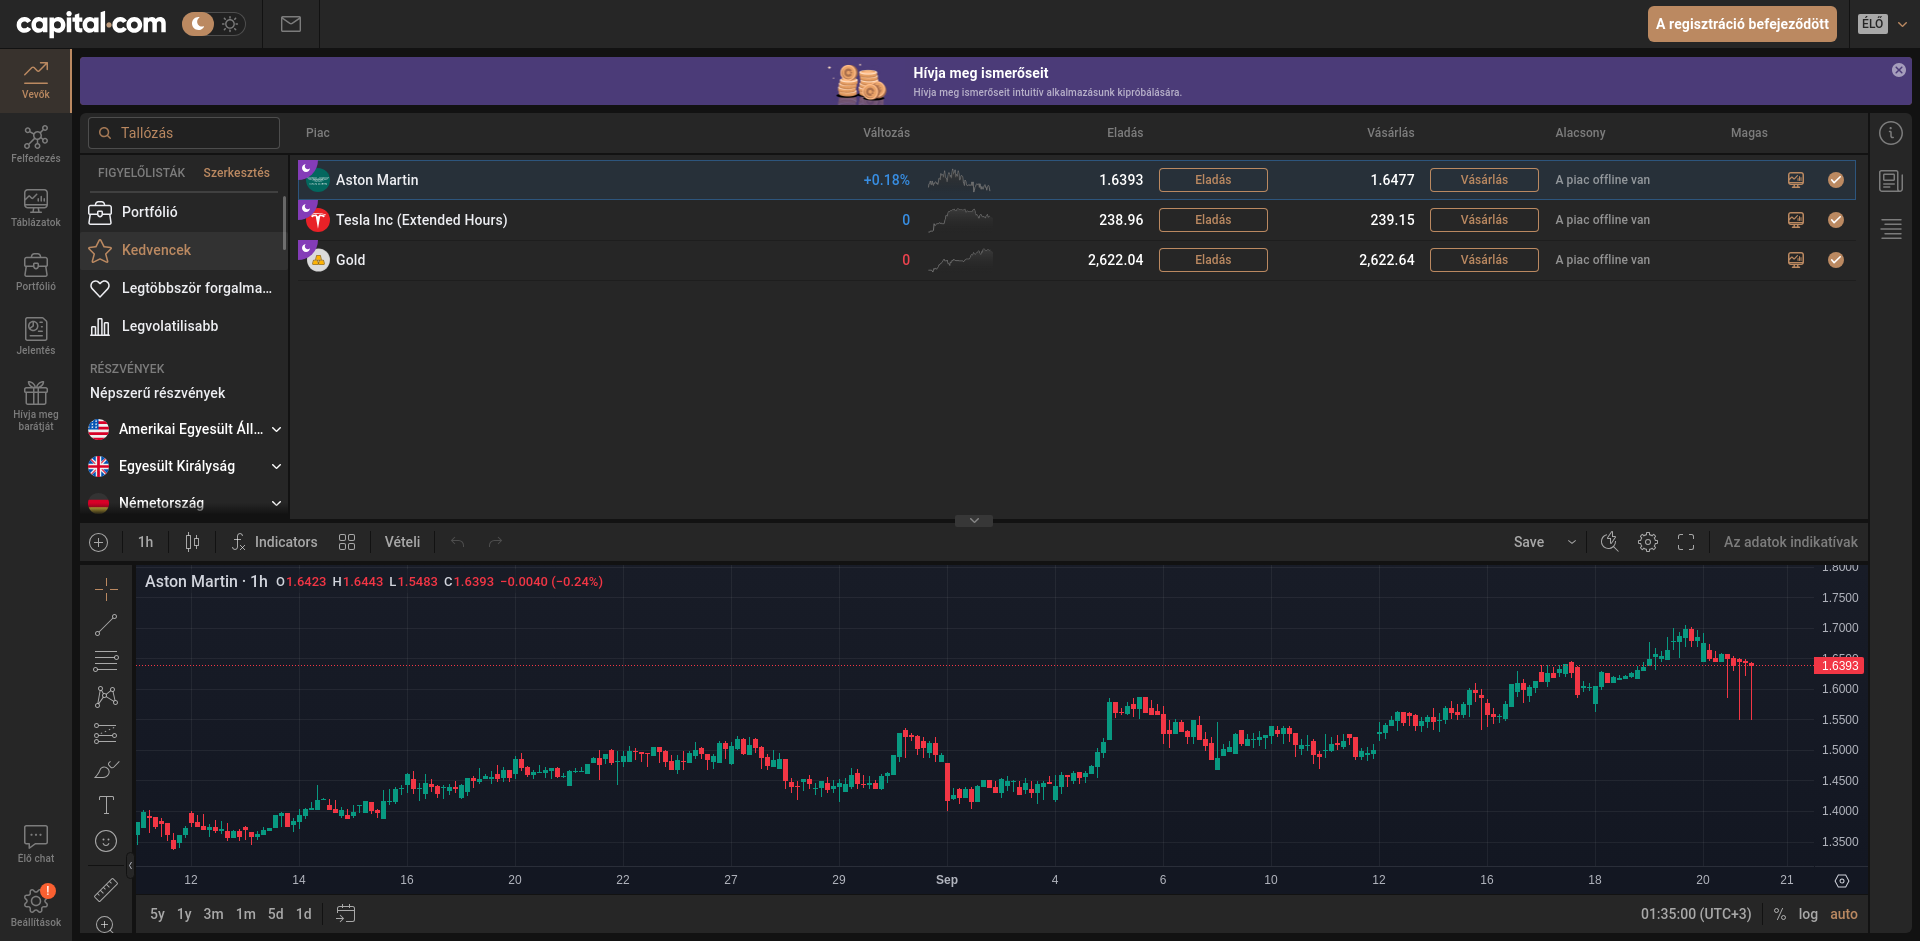 capital.com
A regisztráció befejeződött
ÉLŐ
Vevők
Felfedezés
Táblázatok
Portfólió
Jelentés
Hívja meg
barátját
Elő chat
!
Beállítások
Hívja meg ismerőseit
Hívja meg ismerőseit intuitív alkalmazásunk kipróbálására.
Tallózás
Piac Változás Eladás Vásárlás Alacsony Magas
FIGYELŐLISTÁK Szerkesztés
Portfólió
Kedvencek
Legtöbbször forgalma...
Legvolatilisabb
RÉSZVÉNYEK
Népszerű részvények
Amerikai Egyesült Áll...
Egyesült Királyság
Németország
Aston Martin +0.18% 1.6393 Eladás 1.6477 Vásárlás A piac offline van
Tesla Inc (Extended Hours) 0 238.96 Eladás 239.15 Vásárlás A piac offline van
Gold 0 2,622.04 Eladás 2,622.64 Vásárlás A piac offline van
1h Indicators Vételi Save Az adatok indikatívak
Aston Martin · 1h O1.6423 H1.6443 L1.5483 C1.6393 −0.0040 (−0.24%)
1.8000
1.7500
1.7000
1.6500
1.6393
1.6000
1.5500
1.5000
1.4500
1.4000
1.3500
12 14 16 20 22 27 29 Sep 4 6 10 12 16 18 20 21
5y 1y 3m 1m 5d 1d 01:35:00 (UTC+3) % log auto